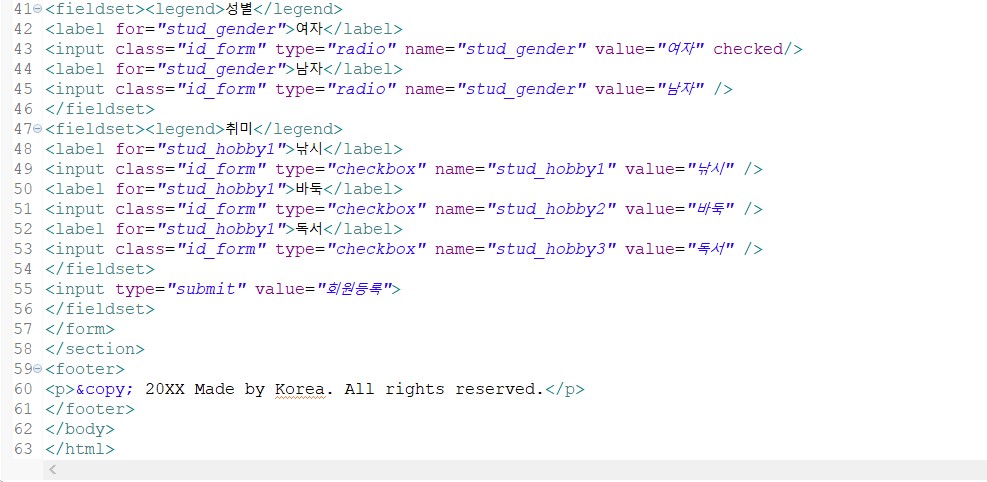 41 <fieldset><legend>성별</legend>
42 <label for="stud_gender">여자</label>
43 <input class="id_form" type="radio" name="stud_gender" value="여자" checked/>
44 <label for="stud_gender">남자</label>
45 <input class="id_form" type="radio" name="stud_gender" value="남자" />
46 </fieldset>
47 <fieldset><legend>취미</legend>
48 <label for="stud_hobby1">낚시</label>
49 <input class="id_form" type="checkbox" name="stud_hobby1" value="낚시" />
50 <label for="stud_hobby1">바둑</label>
51 <input class="id_form" type="checkbox" name="stud_hobby2" value="바둑" />
52 <label for="stud_hobby1">독서</label>
53 <input class="id_form" type="checkbox" name="stud_hobby3" value="독서" />
54 </fieldset>
55 <input type="submit" value="회원등록">
56 </fieldset>
57 </form>
58 </section>
59 <footer>
60 <p>&copy; 20XX Made by Korea. All rights reserved.</p>
61 </footer>
62 </body>
63 </html>